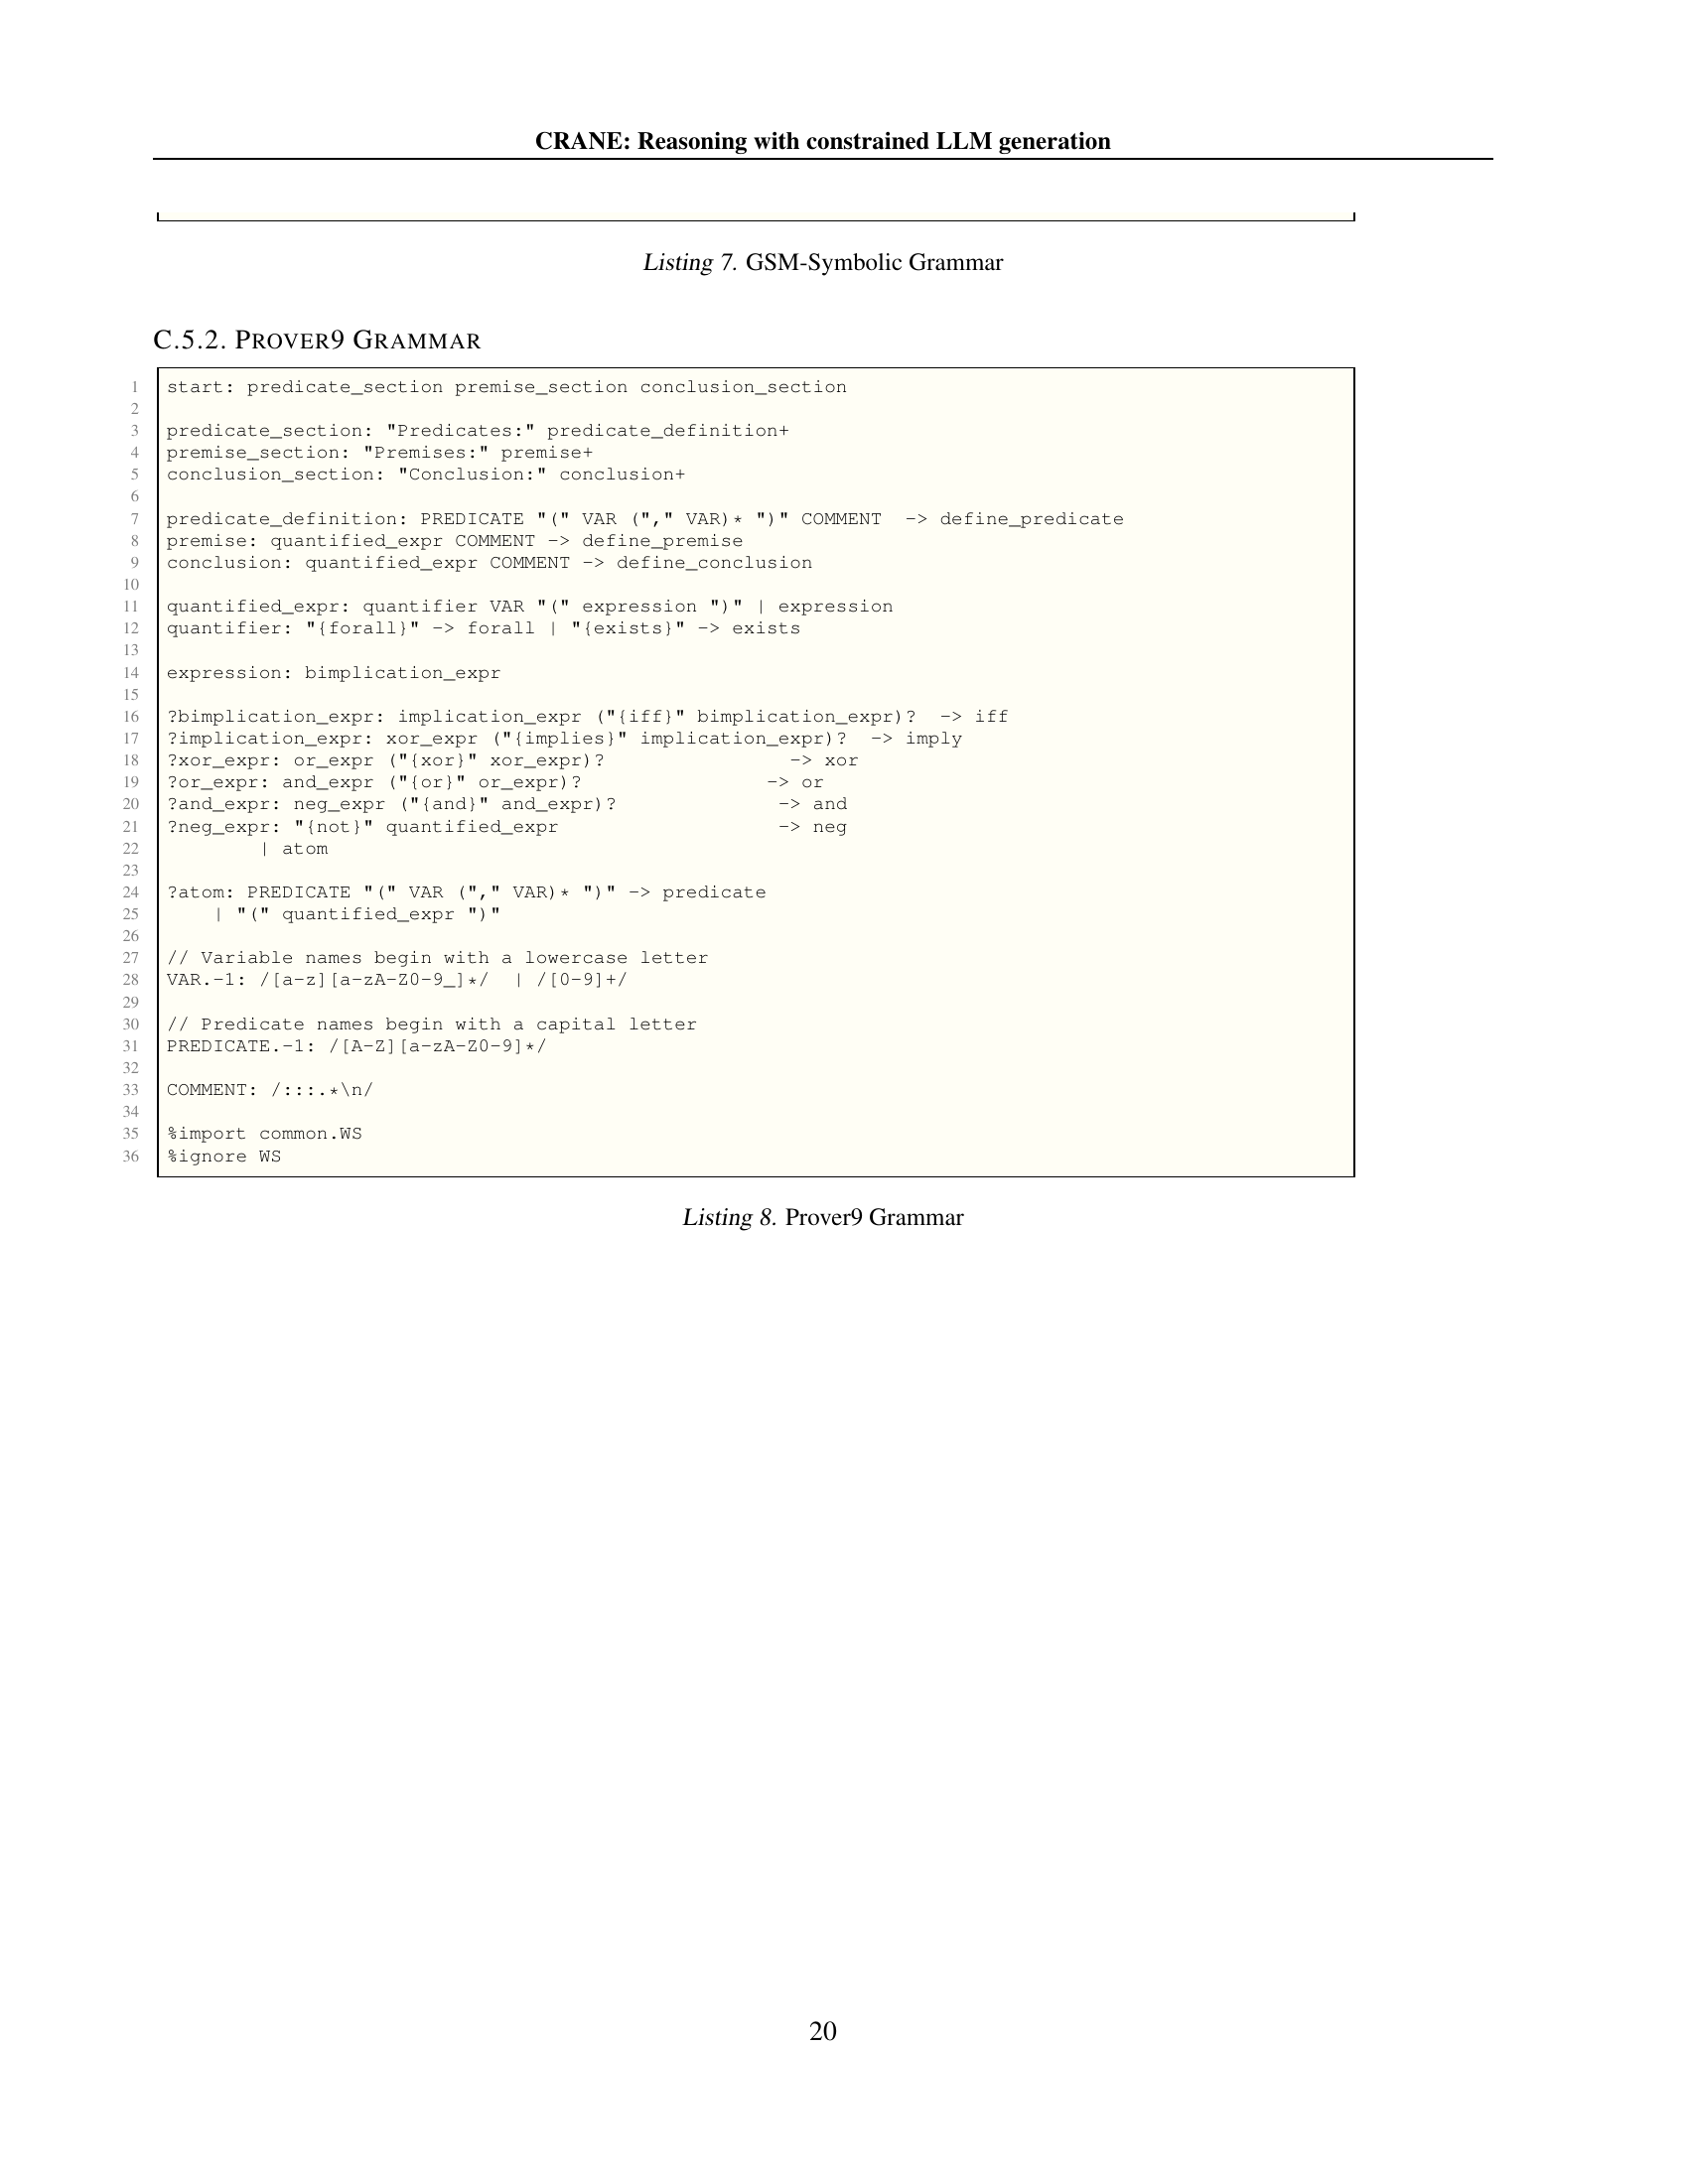 CRANE: Reasoning with constrained LLM generation
Listing 7. GSM-Symbolic Grammar
C.5.2. PROVER9 GRAMMAR
1 start: predicate_section premise_section conclusion_section
2
3 predicate_section: "Predicates:" predicate_definition+
4 premise_section: "Premises:" premise+
5 conclusion_section: "Conclusion:" conclusion+
6
7 predicate_definition: PREDICATE "(" VAR ("," VAR)* ")" COMMENT  -> define_predicate
8 premise: quantified_expr COMMENT -> define_premise
9 conclusion: quantified_expr COMMENT -> define_conclusion
10
11 quantified_expr: quantifier VAR "(" expression ")" | expression
12 quantifier: "{forall}" -> forall | "{exists}" -> exists
13
14 expression: bimplication_expr
15
16 ?bimplication_expr: implication_expr ("{iff}" bimplication_expr)?  -> iff
17 ?implication_expr: xor_expr ("{implies}" implication_expr)?  -> imply
18 ?xor_expr: or_expr ("{xor}" xor_expr)?                -> xor
19 ?or_expr: and_expr ("{or}" or_expr)?                -> or
20 ?and_expr: neg_expr ("{and}" and_expr)?              -> and
21 ?neg_expr: "{not}" quantified_expr                   -> neg
22         | atom
23
24 ?atom: PREDICATE "(" VAR ("," VAR)* ")" -> predicate
25     | "(" quantified_expr ")"
26
27 // Variable names begin with a lowercase letter
28 VAR.-1: /[a-z][a-zA-Z0-9_]*/  | /[0-9]+/
29
30 // Predicate names begin with a capital letter
31 PREDICATE.-1: /[A-Z][a-zA-Z0-9]*/
32
33 COMMENT: /:::.*\n/
34
35 %import common.WS
36 %ignore WS
Listing 8. Prover9 Grammar
20